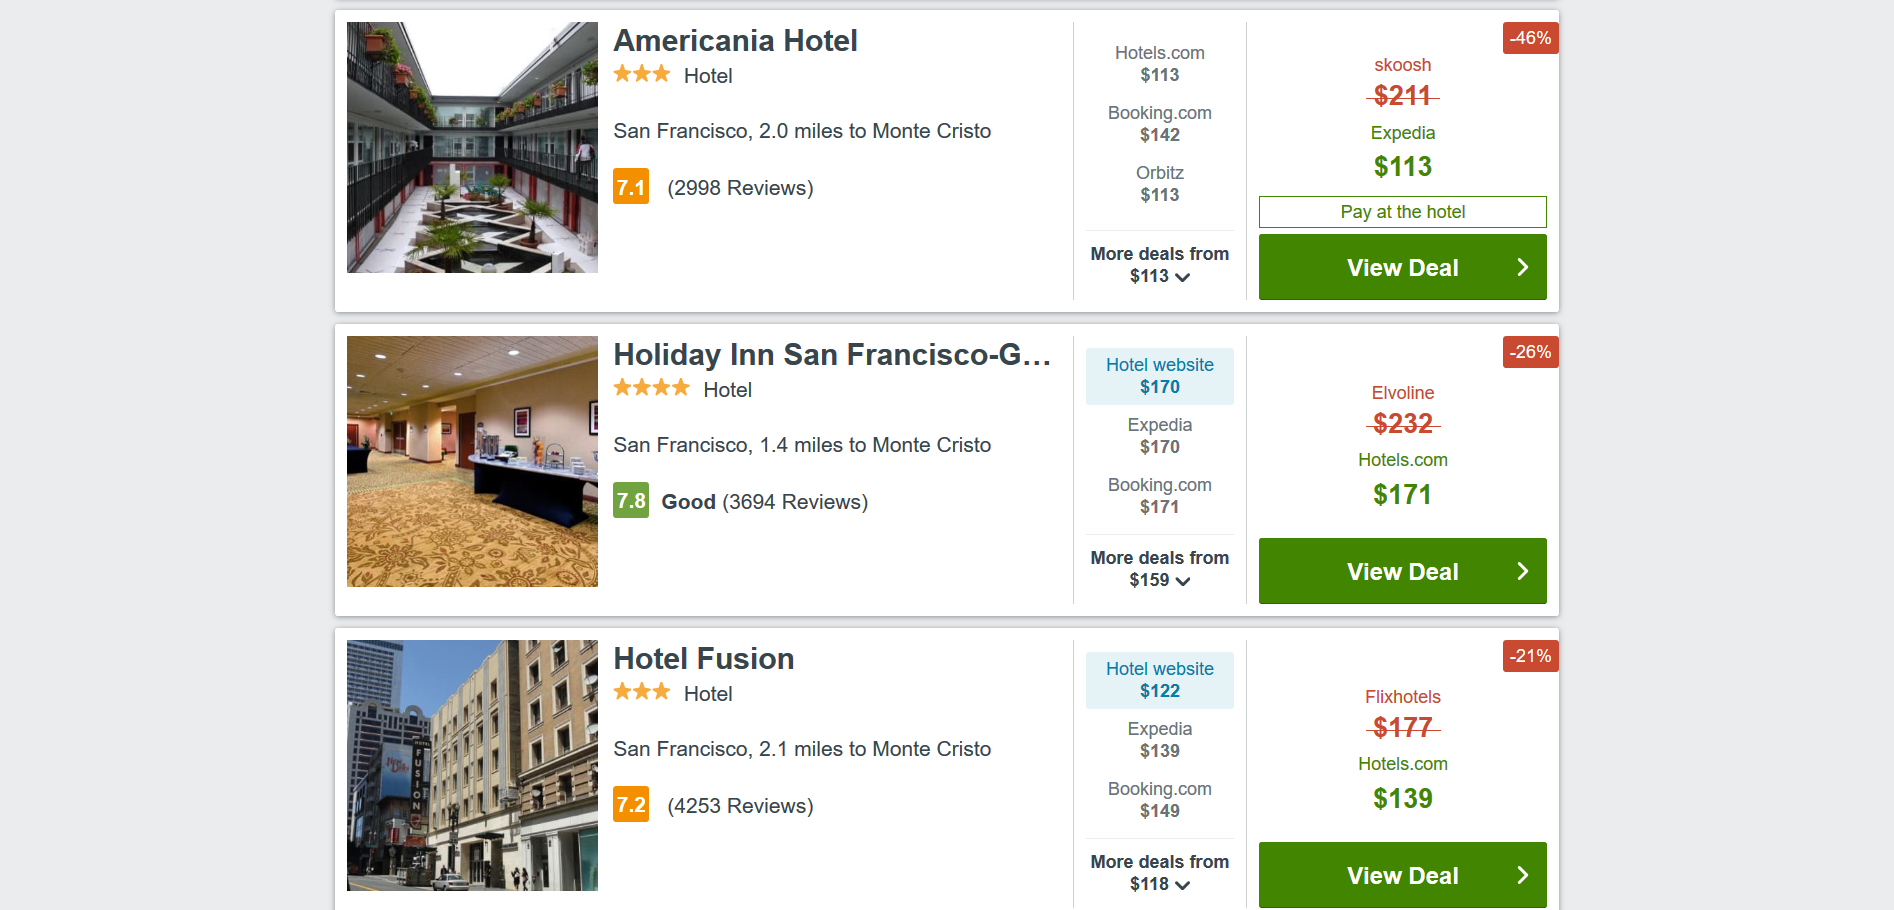 Americania Hotel
Hotel
San Francisco, 2.0 miles to Monte Cristo
7.1 (2998 Reviews)
Hotels.com
$113
Booking.com
$142
Orbitz
$113
More deals from
$113
-46%
skoosh
$211
Expedia
$113
Pay at the hotel
View Deal
Holiday Inn San Francisco-G...
Hotel
San Francisco, 1.4 miles to Monte Cristo
7.8 Good (3694 Reviews)
Hotel website
$170
Expedia
$170
Booking.com
$171
More deals from
$159
-26%
Elvoline
$232
Hotels.com
$171
View Deal
HOTEL
FUSION
Hotel Fusion
Hotel
San Francisco, 2.1 miles to Monte Cristo
7.2 (4253 Reviews)
Hotel website
$122
Expedia
$139
Booking.com
$149
More deals from
$118
-21%
Flixhotels
$177
Hotels.com
$139
View Deal